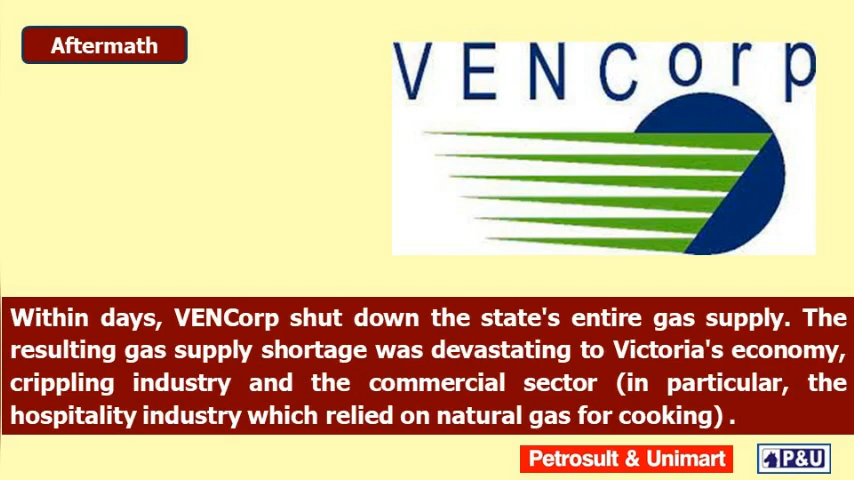 Aftermath
VENCorp
Within days, VENCorp shut down the state's entire gas supply. The
resulting gas supply shortage was devastating to Victoria's economy,
crippling industry and the commercial sector (in particular, the
hospitality industry which relied on natural gas for cooking) .
Petrosult & Unimart
P&U